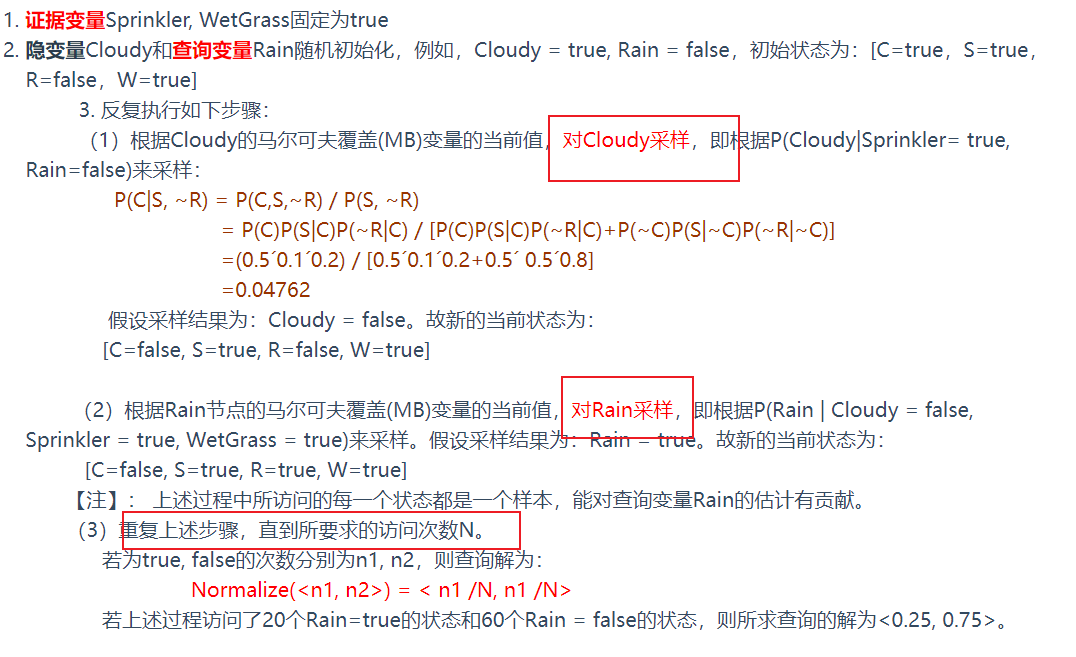 1. 证据变量Sprinkler, WetGrass固定为true
2. 隐变量Cloudy和查询变量Rain随机初始化，例如，Cloudy = true, Rain = false，初始状态为：[C=true，S=true，
R=false，W=true]
3. 反复执行如下步骤：
（1）根据Cloudy的马尔可夫覆盖(MB)变量的当前值，对Cloudy采样，即根据P(Cloudy|Sprinkler= true,
Rain=false)来采样：
P(C|S, ~R) = P(C,S,~R) / P(S, ~R)
= P(C)P(S|C)P(~R|C) / [P(C)P(S|C)P(~R|C)+P(~C)P(S|~C)P(~R|~C)]
=(0.5´0.1´0.2) / [0.5´0.1´0.2+0.5´ 0.5´0.8]
=0.04762
假设采样结果为：Cloudy = false。故新的当前状态为：
[C=false, S=true, R=false, W=true]
（2）根据Rain节点的马尔可夫覆盖(MB)变量的当前值，对Rain采样，即根据P(Rain | Cloudy = false,
Sprinkler = true, WetGrass = true)来采样。假设采样结果为：Rain = true。故新的当前状态为：
[C=false, S=true, R=true, W=true]
【注】： 上述过程中所访问的每一个状态都是一个样本，能对查询变量Rain的估计有贡献。
（3）重复上述步骤，直到所要求的访问次数N。
若为true, false的次数分别为n1, n2，则查询解为：
Normalize(<n1, n2>) = < n1 /N, n1 /N>
若上述过程访问了20个Rain=true的状态和60个Rain = false的状态，则所求查询的解为<0.25, 0.75>。